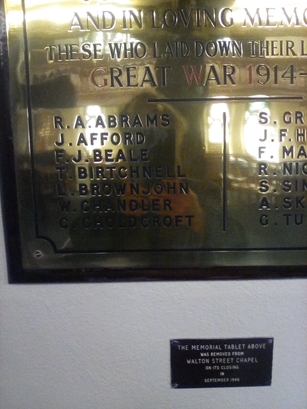 AND IN LOVING MEMO
THESE WHO LAID DOWN THEIR L
GREAT WAR 1914-
R. A. ABRAMS
J. AFFORD
F. J. BEALE
T. BIRTCHNELL
L. BROWNJOHN
W. CHANDLER
C. CAULDCROFT
S. GR
J. F. H
F. MA
R. NIC
S. SI
A. SK
G. TU
THE MEMORIAL TABLET ABOVE
WAS REMOVED FROM
WALTON STREET CHAPEL
ON ITS CLOSING
IN
SEPTEMBER